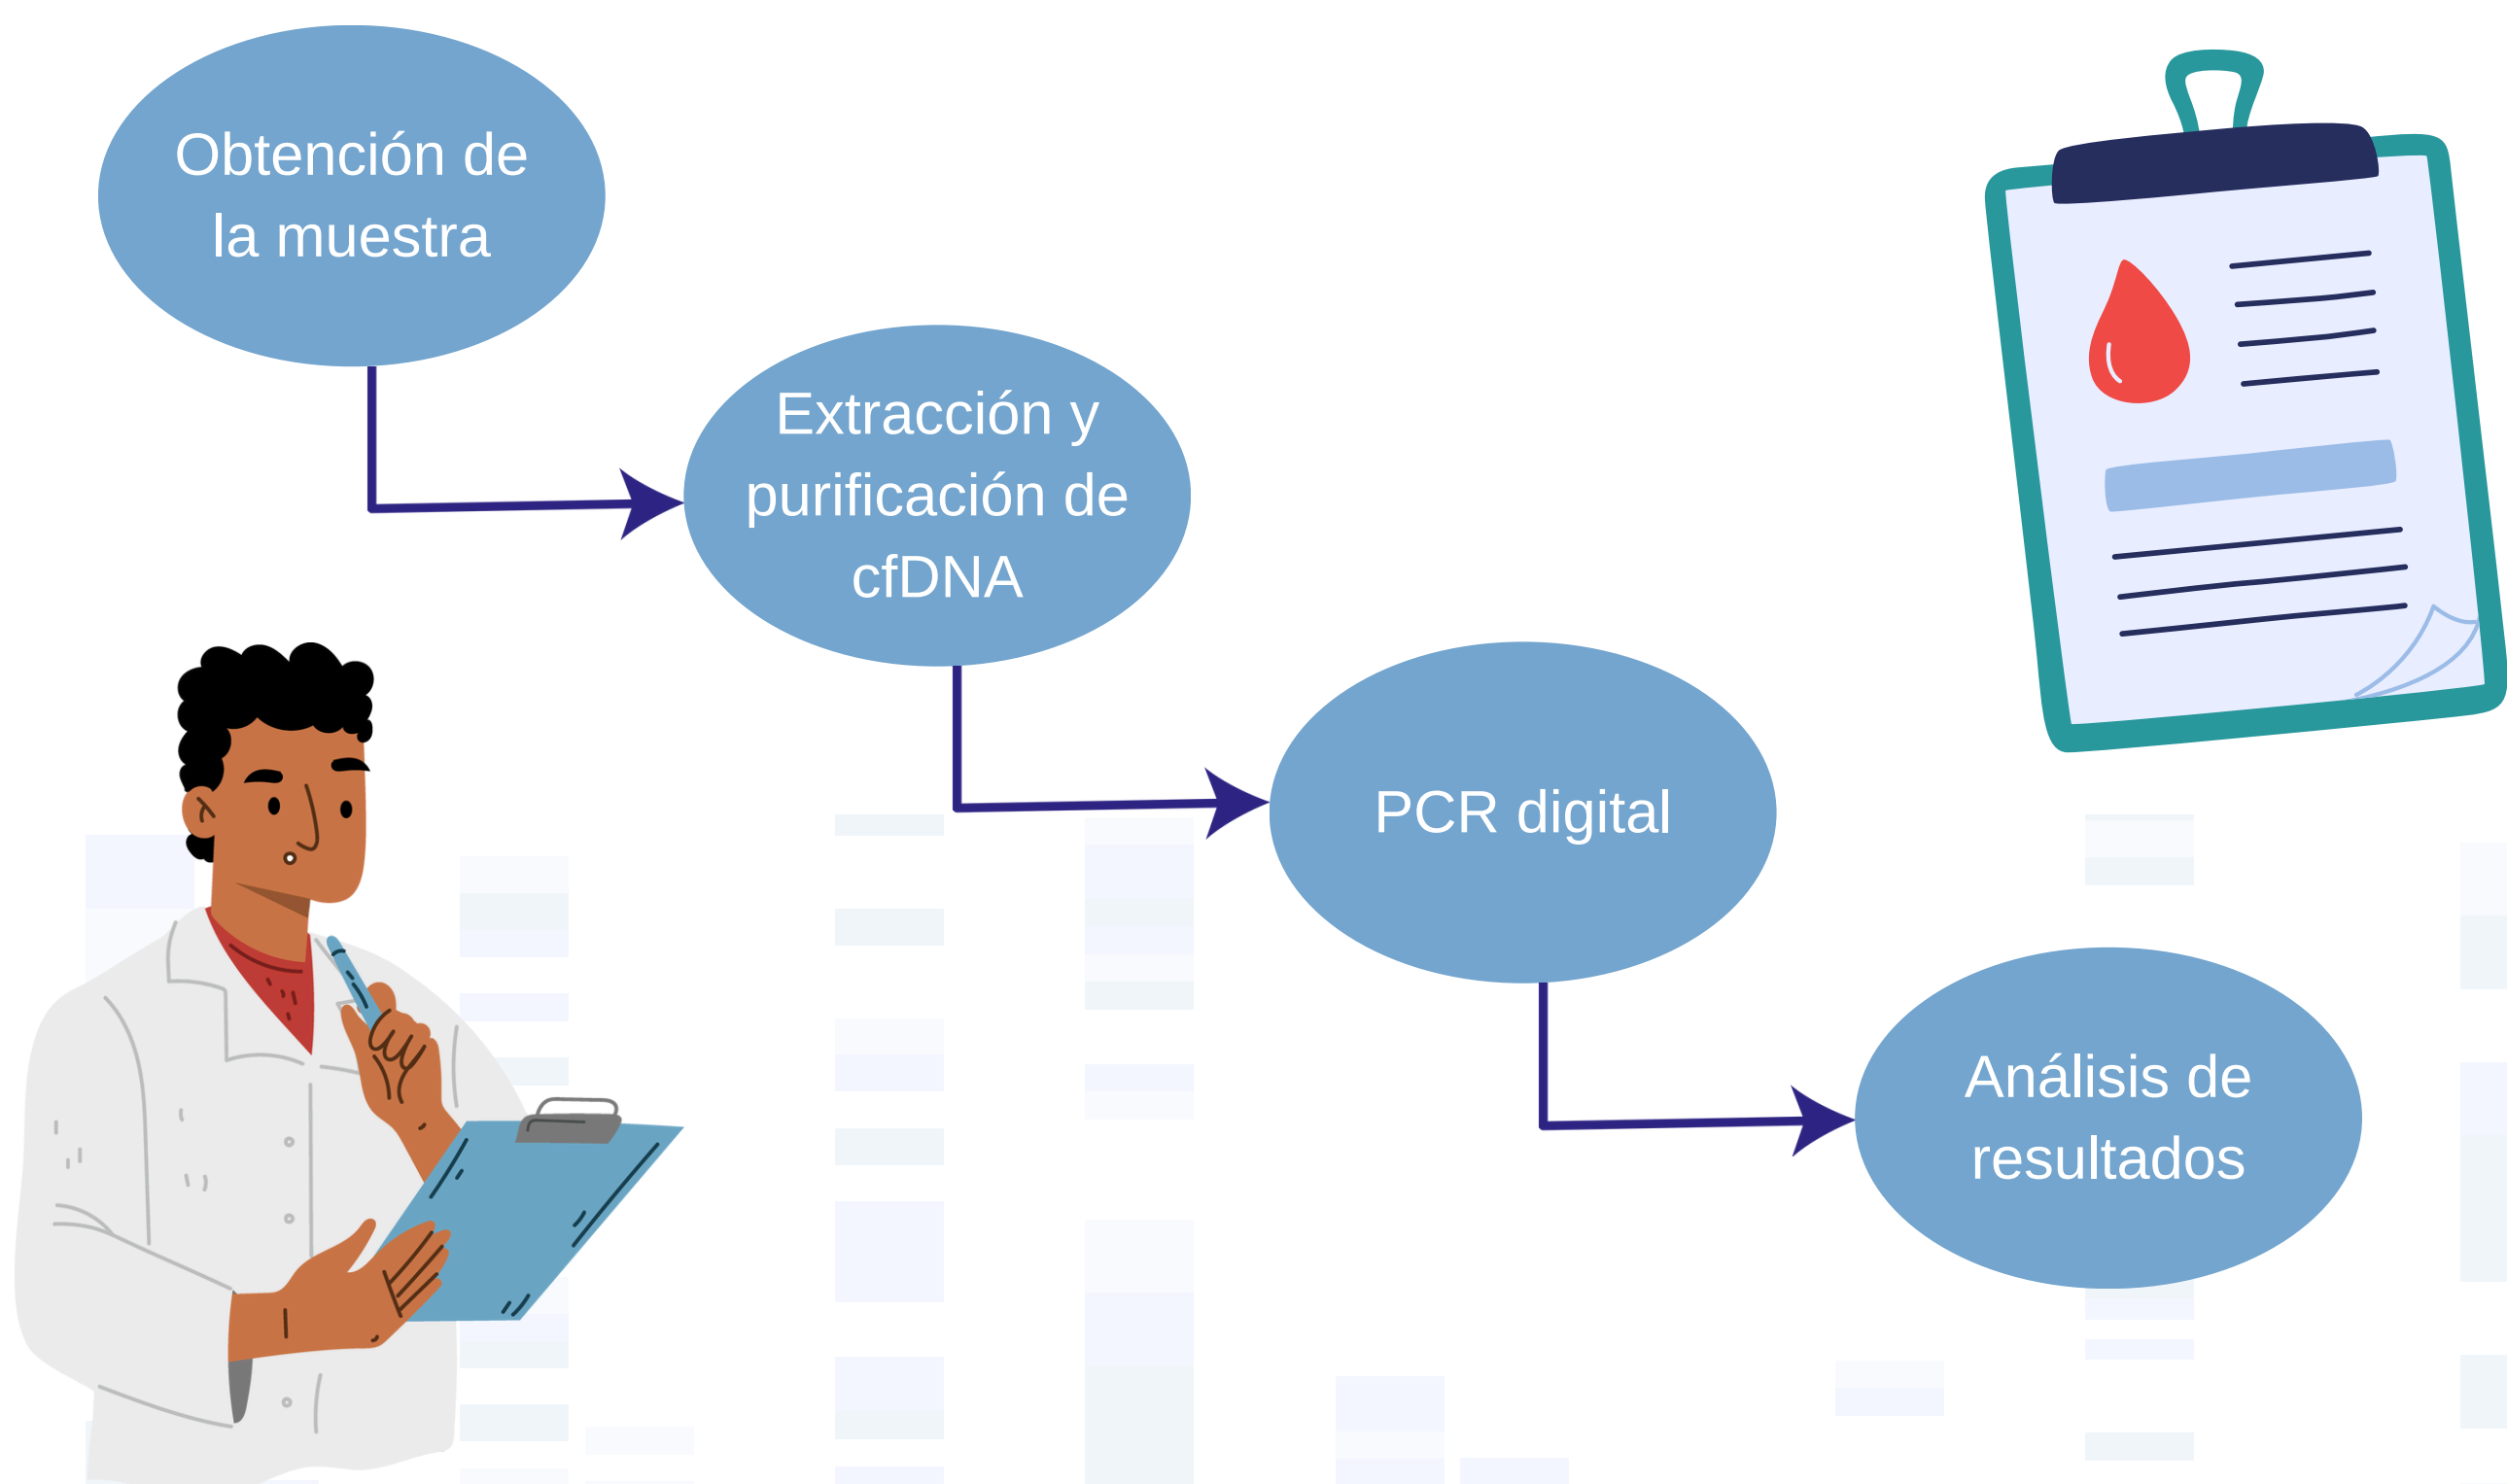 Obtención de
la muestra
Extracción y
purificación de
cfDNA
PCR digital
Análisis de
resultados